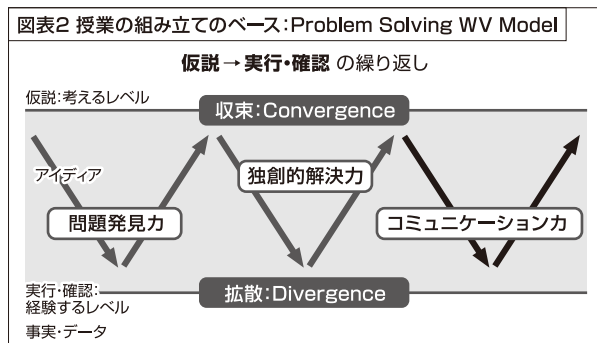 図表2 授業の組み立てのベース:Problem Solving WV Model
仮説→実行・確認 の繰り返し
仮説:考えるレベル
収束:Convergence
アイディア
独創的解決力
問題発見力
コミュニケーション力
実行・確認:
経験するレベル
拡散:Divergence
事実・データ